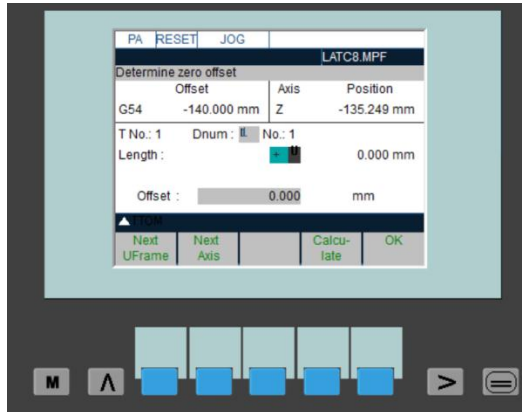 PA RESET JOG
LATC8.MPF
Determine zero offset
Offset Axis Position
G54 -140.000 mm Z -135.249 mm
T No.: 1 Dnum: No.: 1
Length: + 0.000 mm
Offset : 0.000 mm
Next UFrame
Next Axis
Calcu-late
OK
M